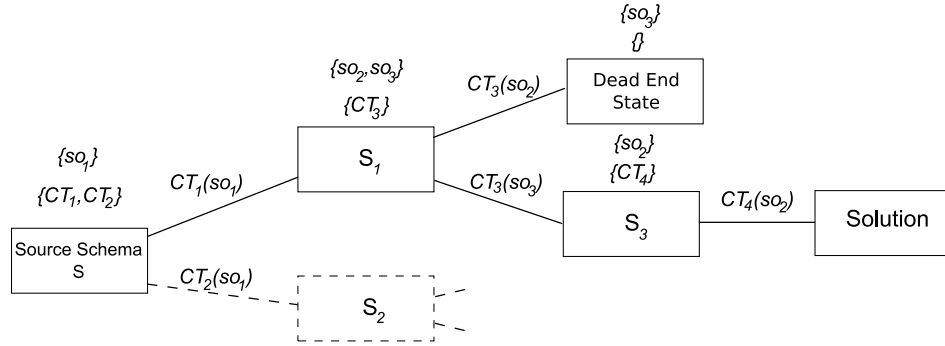 {so₃}
{}
{so₂,so₃}
{CT₃}
CT₃(so₂)
Dead End
State
{so₁}
{CT₁,CT₂}
CT₁(so₁)
S₁
CT₃(so₃)
{so₂}
{CT₄}
S₃
CT₄(so₂)
Solution
Source Schema
S
CT₂(so₁)
S₂